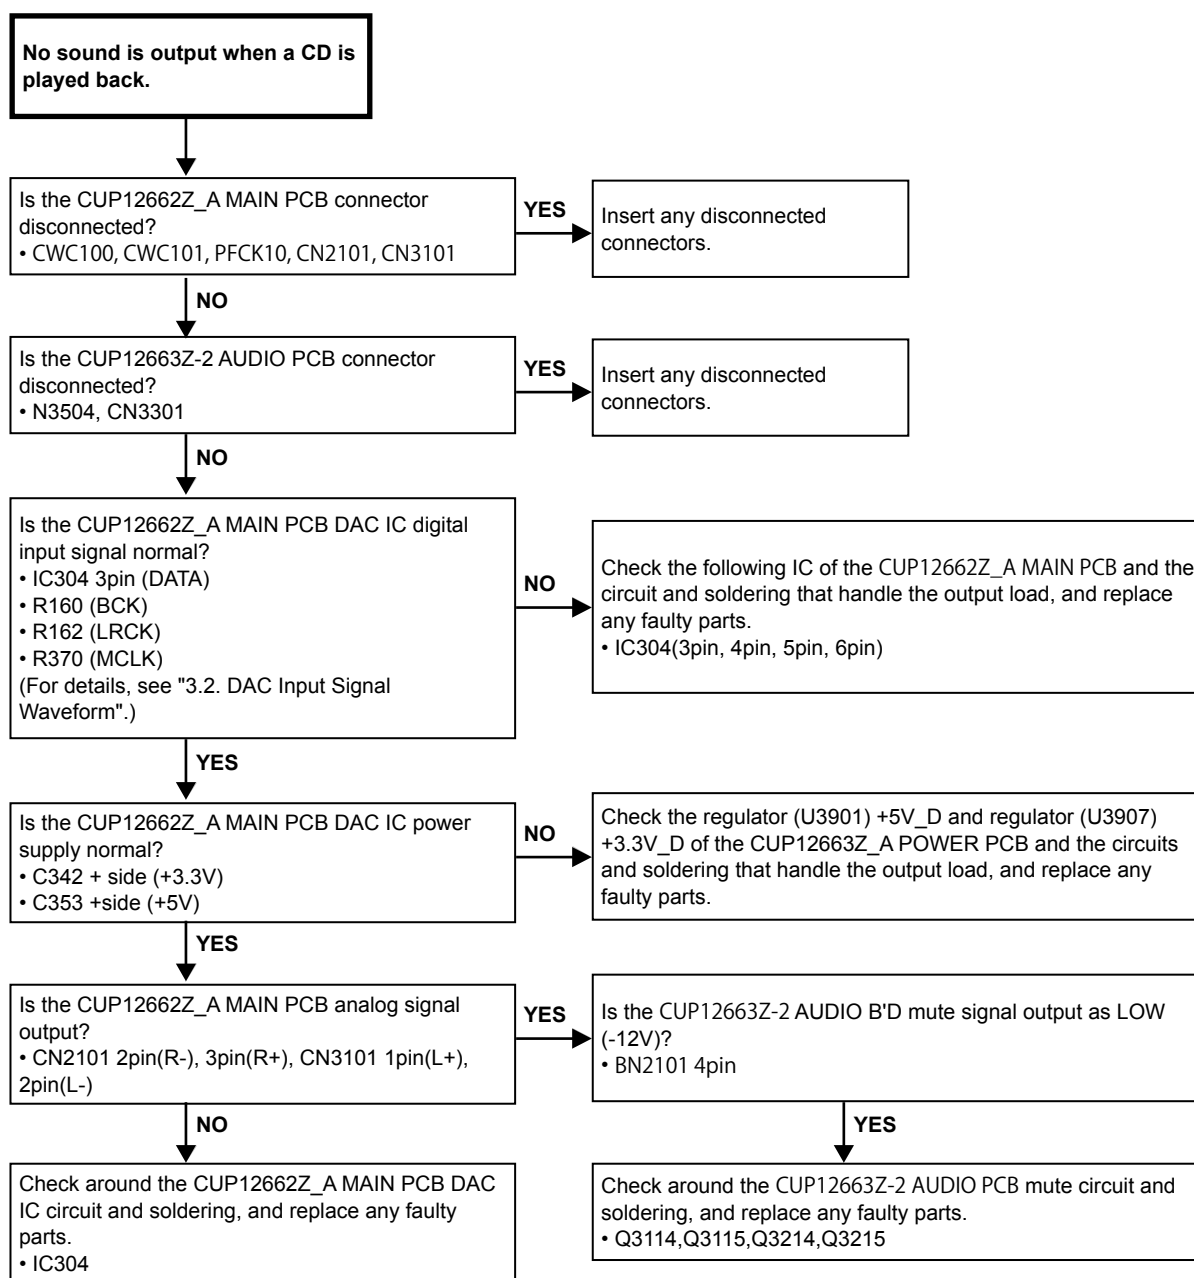 No sound is output when a CD is
played back.
Is the CUP12662Z_A MAIN PCB connector
disconnected?
• CWC100, CWC101, PFCK10, CN2101, CN3101
YES
Insert any disconnected
connectors.
NO
Is the CUP12663Z-2 AUDIO PCB connector
disconnected?
• N3504, CN3301
YES
Insert any disconnected
connectors.
NO
Is the CUP12662Z_A MAIN PCB DAC IC digital
input signal normal?
• IC304 3pin (DATA)
• R160 (BCK)
• R162 (LRCK)
• R370 (MCLK)
(For details, see "3.2. DAC Input Signal
Waveform".)
NO
Check the following IC of the CUP12662Z_A MAIN PCB and the
circuit and soldering that handle the output load, and replace
any faulty parts.
• IC304(3pin, 4pin, 5pin, 6pin)
YES
Is the CUP12662Z_A MAIN PCB DAC IC power
supply normal?
• C342 + side (+3.3V)
• C353 +side (+5V)
NO
Check the regulator (U3901) +5V_D and regulator (U3907)
+3.3V_D of the CUP12663Z_A POWER PCB and the circuits
and soldering that handle the output load, and replace any
faulty parts.
YES
Is the CUP12662Z_A MAIN PCB analog signal
output?
• CN2101 2pin(R-), 3pin(R+), CN3101 1pin(L+),
2pin(L-)
YES
Is the CUP12663Z-2 AUDIO B'D mute signal output as LOW
(-12V)?
• BN2101 4pin
NO
YES
Check around the CUP12662Z_A MAIN PCB DAC
IC circuit and soldering, and replace any faulty
parts.
• IC304
Check around the CUP12663Z-2 AUDIO PCB mute circuit and
soldering, and replace any faulty parts.
• Q3114,Q3115,Q3214,Q3215